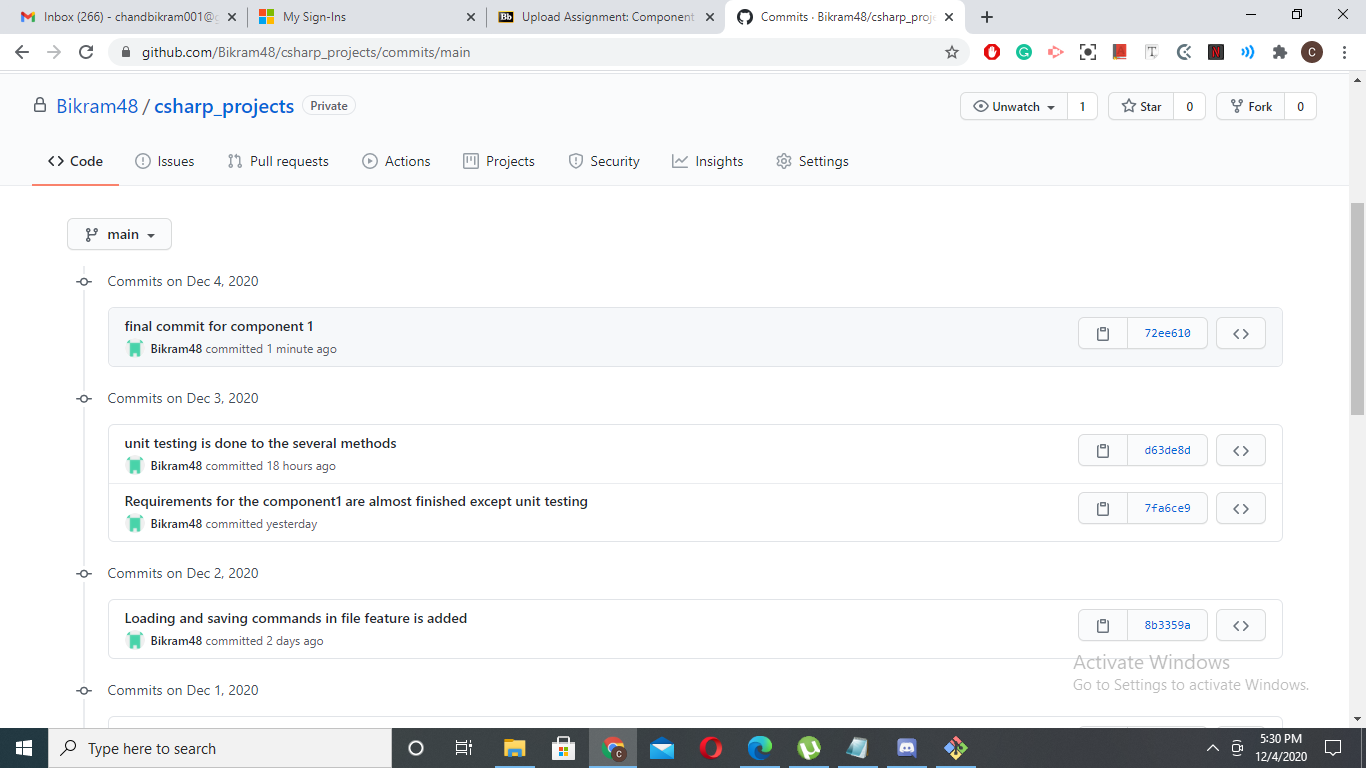 Inbox (266) - chandbikram001@g
My Sign-Ins
Bb Upload Assignment: Component
Commits · Bikram48/csharp_proje
github.com/Bikram48/csharp_projects/commits/main
C
Bikram48 / csharp_projects Private
Unwatch 1
Star 0
Fork 0
Code Issues Pull requests Actions Projects Security Insights Settings
main
Commits on Dec 4, 2020
final commit for component 1
72ee610
Bikram48 committed 1 minute ago
Commits on Dec 3, 2020
unit testing is done to the several methods
d63de8d
Bikram48 committed 18 hours ago
Requirements for the component1 are almost finished except unit testing
7fa6ce9
Bikram48 committed yesterday
Commits on Dec 2, 2020
Loading and saving commands in file feature is added
8b3359a
Bikram48 committed 2 days ago
Activate Windows
Go to Settings to activate Windows.
Commits on Dec 1, 2020
Type here to search
5:30 PM
12/4/2020